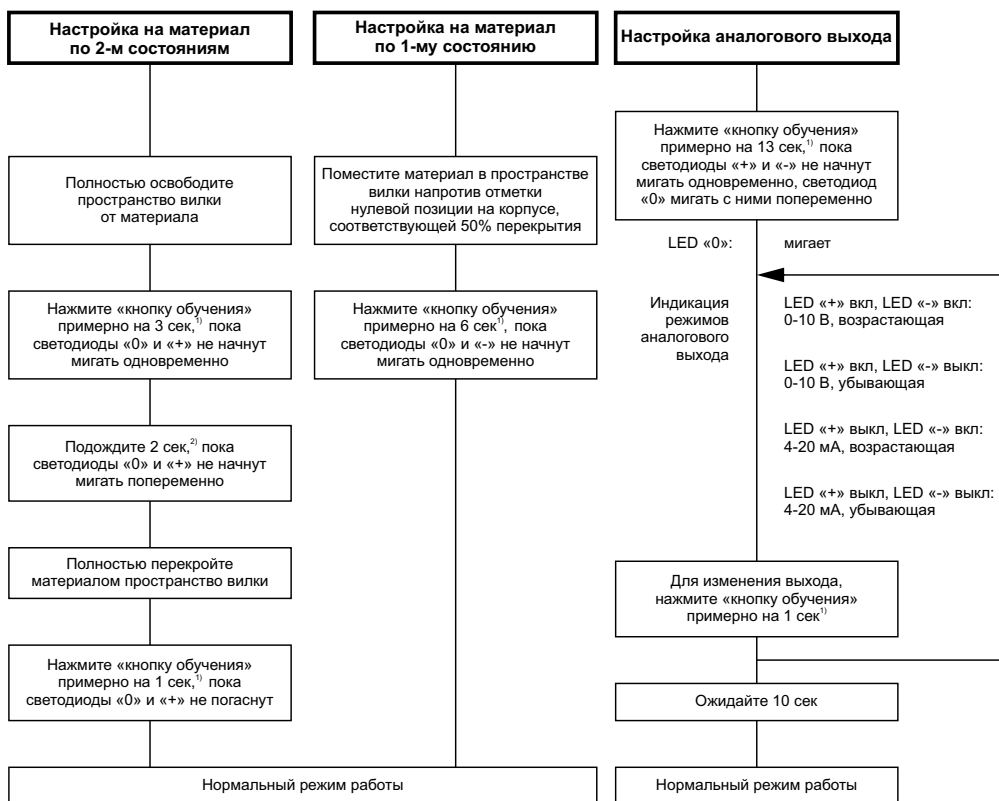 Настройка на материал
по 2-м состояниям
Полностью освободите
пространство вилки
от материала
Нажмите «кнопку обучения»
примерно на 3 сек,¹⁾ пока
светодиоды «0» и «+» не начнут
мигать одновременно
Подождите 2 сек,²⁾ пока
светодиоды «0» и «+» не начнут
мигать попеременно
Полностью перекройте
материалом пространство вилки
Нажмите «кнопку обучения»
примерно на 1 сек,¹⁾ пока
светодиоды «0» и «+» не погаснут
Настройка на материал
по 1-му состоянию
Поместите материал в пространстве
вилки напротив отметки
нулевой позиции на корпусе,
соответствующей 50% перекрытия
Нажмите «кнопку обучения»
примерно на 6 сек¹⁾, пока
светодиоды «0» и «-» не начнут
мигать одновременно
Нормальный режим работы
Настройка аналогового выхода
Нажмите «кнопку обучения»
примерно на 13 сек,¹⁾ пока
светодиоды «+» и «-» не начнут
мигать одновременно, светодиод
«0» мигать с ними попеременно
LED «0»: мигает
Индикация
режимов
аналогового
выхода
LED «+» вкл, LED «-» вкл:
0-10 В, возрастающая
LED «+» вкл, LED «-» выкл:
0-10 В, убывающая
LED «+» выкл, LED «-» вкл:
4-20 мА, возрастающая
LED «+» выкл, LED «-» выкл:
4-20 мА, убывающая
Для изменения выхода,
нажмите «кнопку обучения»
примерно на 1 сек¹⁾
Ожидайте 10 сек
Нормальный режим работы